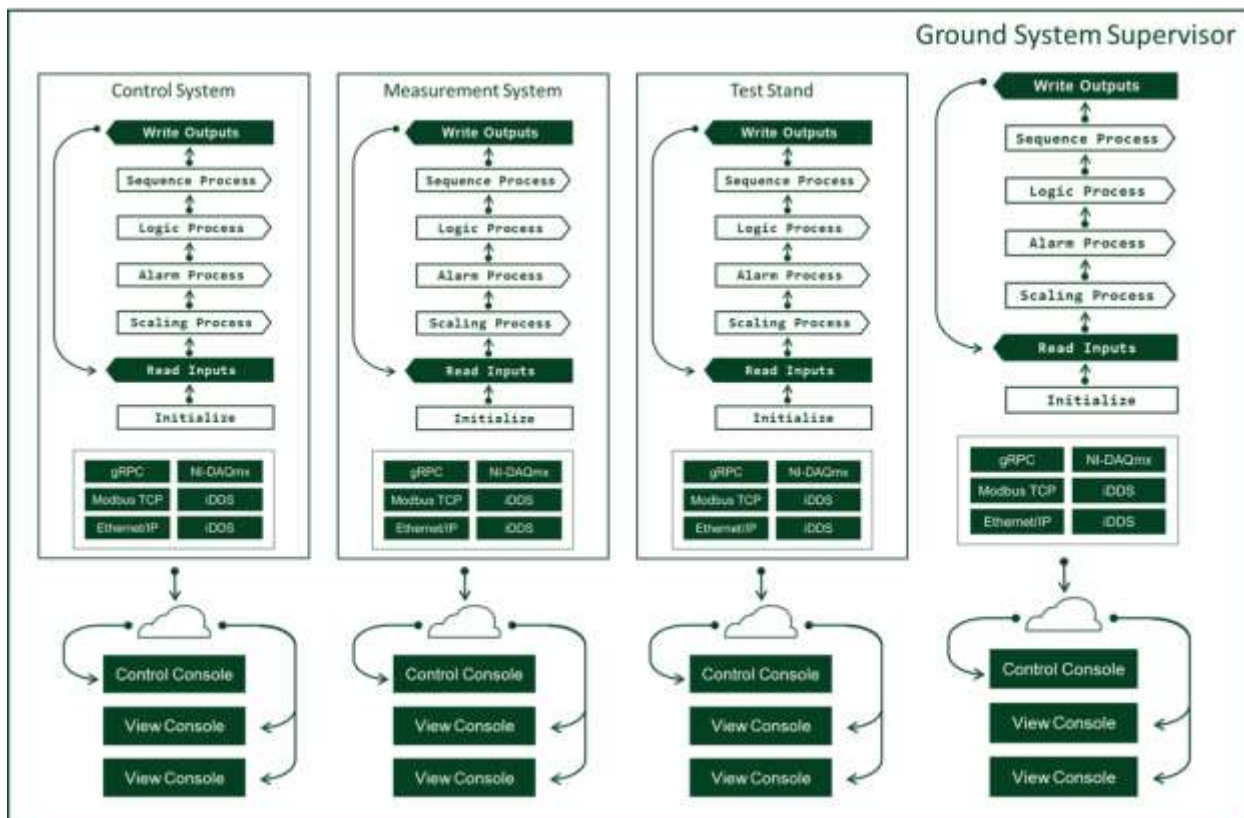 Ground System Supervisor
Control System
Write Outputs
Sequence Process
Logic Process
Alarm Process
Scaling Process
Read Inputs
Initialize
gRPC NI-DAQmx
Modbus TCP iDDS
Ethernet/IP iDDS
Control Console
View Console
View Console
Measurement System
Write Outputs
Sequence Process
Logic Process
Alarm Process
Scaling Process
Read Inputs
Initialize
gRPC NI-DAQmx
Modbus TCP iDDS
Ethernet/IP iDDS
Control Console
View Console
View Console
Test Stand
Write Outputs
Sequence Process
Logic Process
Alarm Process
Scaling Process
Read Inputs
Initialize
gRPC NI-DAQmx
Modbus TCP iDDS
Ethernet/IP iDDS
Control Console
View Console
View Console
Write Outputs
Sequence Process
Logic Process
Alarm Process
Scaling Process
Read Inputs
Initialize
gRPC NI-DAQmx
Modbus TCP iDDS
Ethernet/IP iDDS
Control Console
View Console
View Console